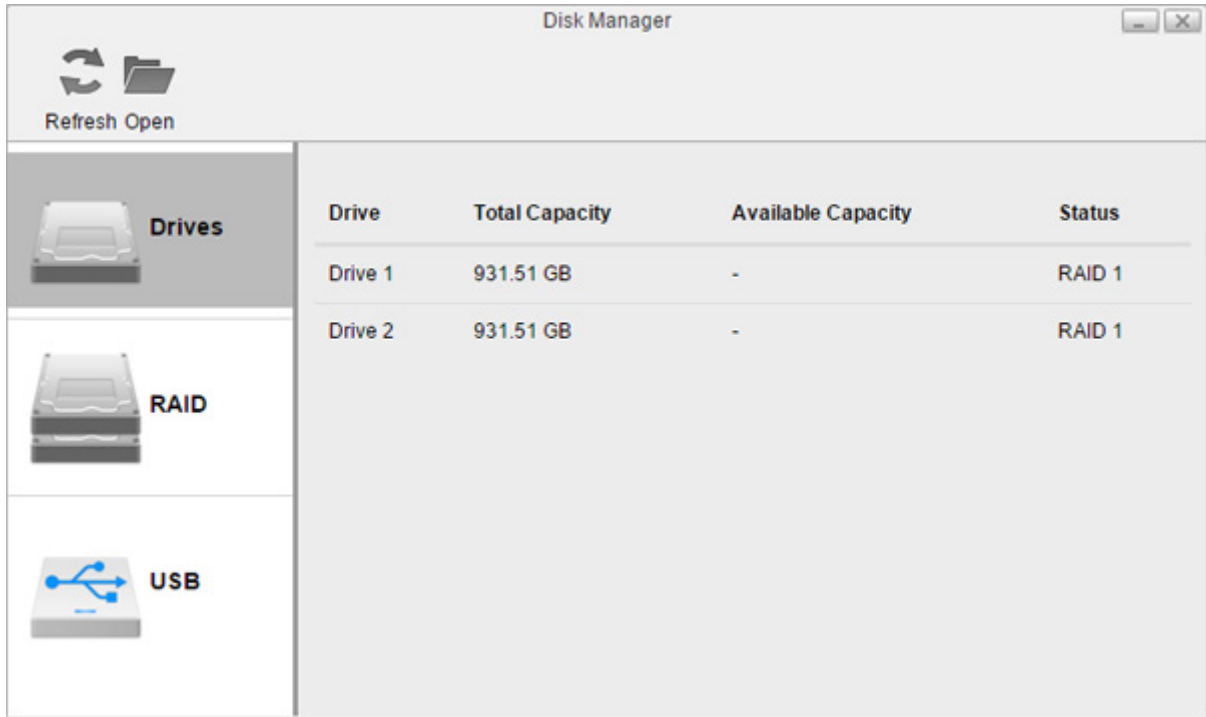 Disk Manager
Refresh Open
Drives
RAID
USB
Drive Total Capacity Available Capacity Status
Drive 1 931.51 GB - RAID 1
Drive 2 931.51 GB - RAID 1